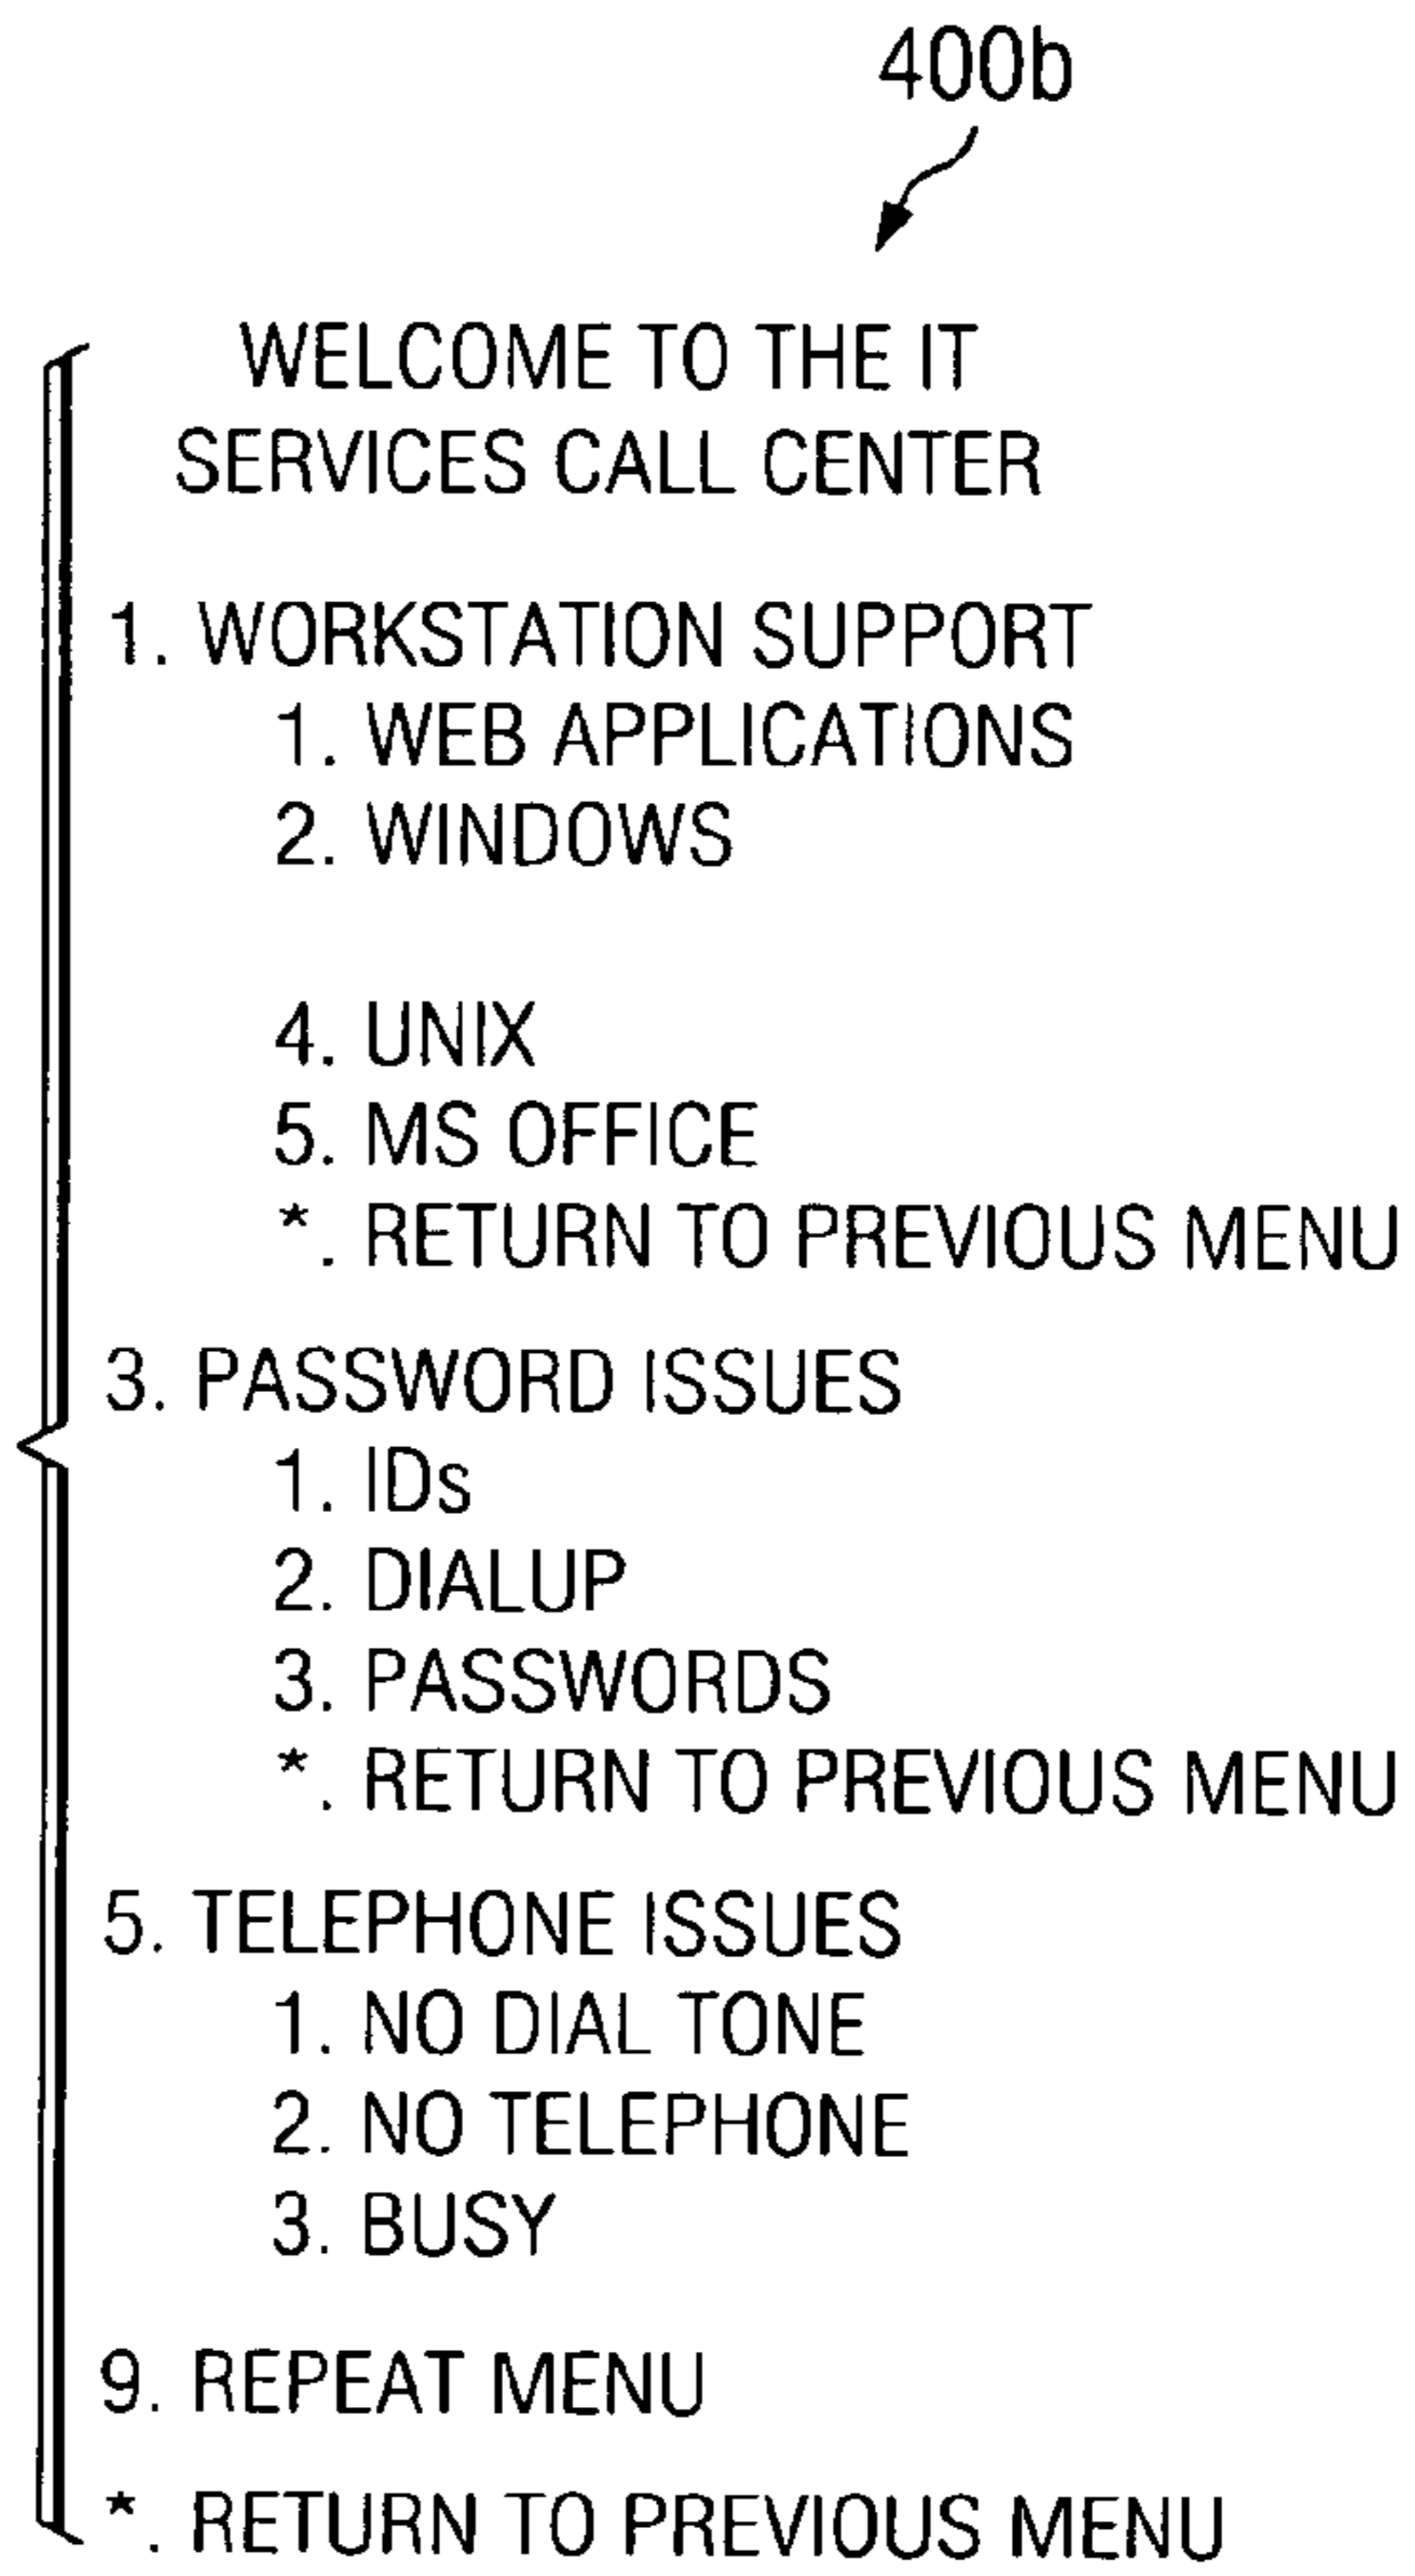 400b
WELCOME TO THE IT
SERVICES CALL CENTER
1. WORKSTATION SUPPORT
1. WEB APPLICATIONS
2. WINDOWS
4. UNIX
5. MS OFFICE
*. RETURN TO PREVIOUS MENU
3. PASSWORD ISSUES
1. IDs
2. DIALUP
3. PASSWORDS
*. RETURN TO PREVIOUS MENU
5. TELEPHONE ISSUES
1. NO DIAL TONE
2. NO TELEPHONE
3. BUSY
9. REPEAT MENU
*. RETURN TO PREVIOUS MENU